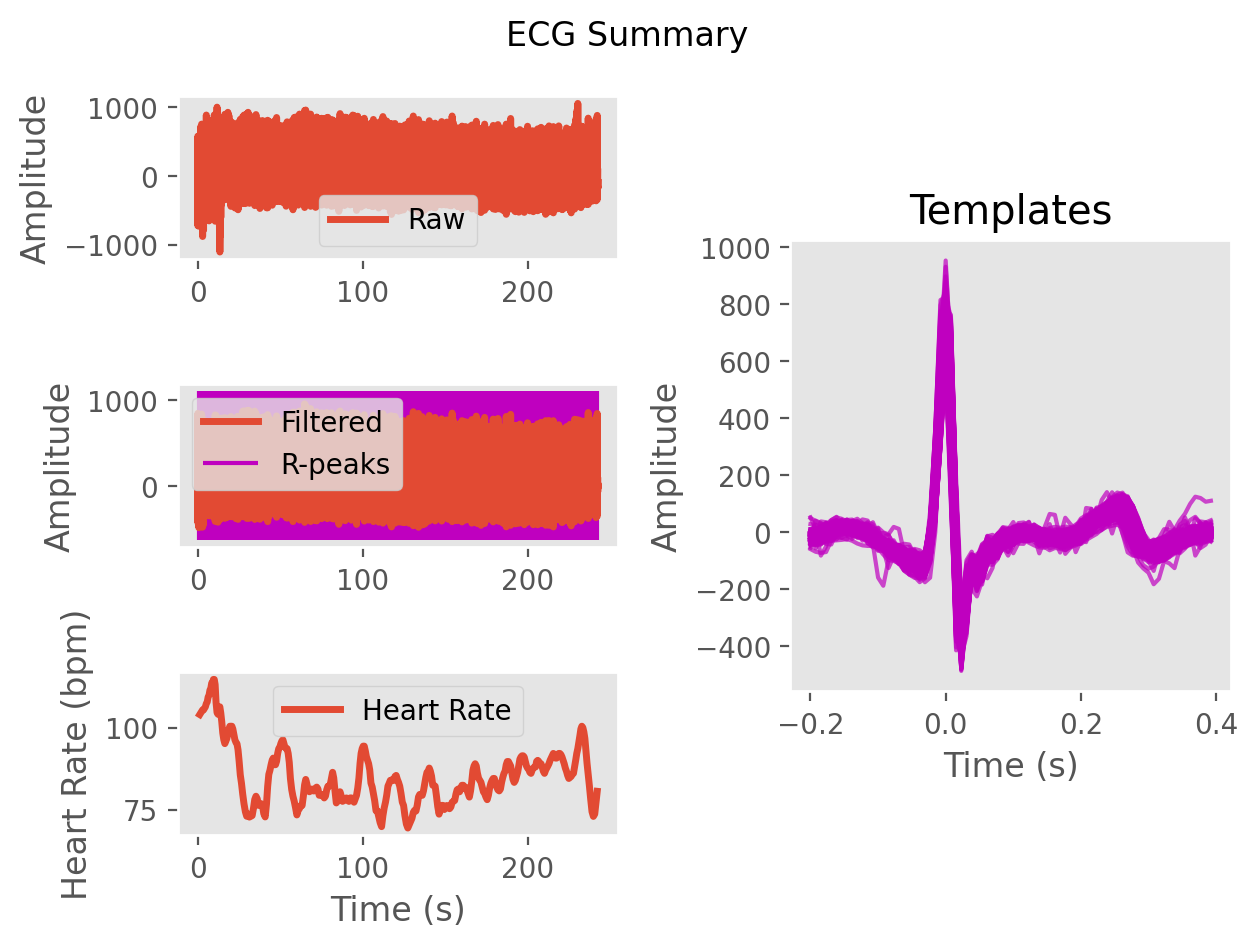 ECG Summary
Amplitude
1000
0
−1000
Raw
0 100 200
Amplitude
1000
0
Filtered
R-peaks
0 100 200
Heart Rate (bpm)
100
75
Heart Rate
0 100 200
Time (s)
Templates
Amplitude
1000
800
600
400
200
0
−200
−400
−0.2 0.0 0.2 0.4
Time (s)